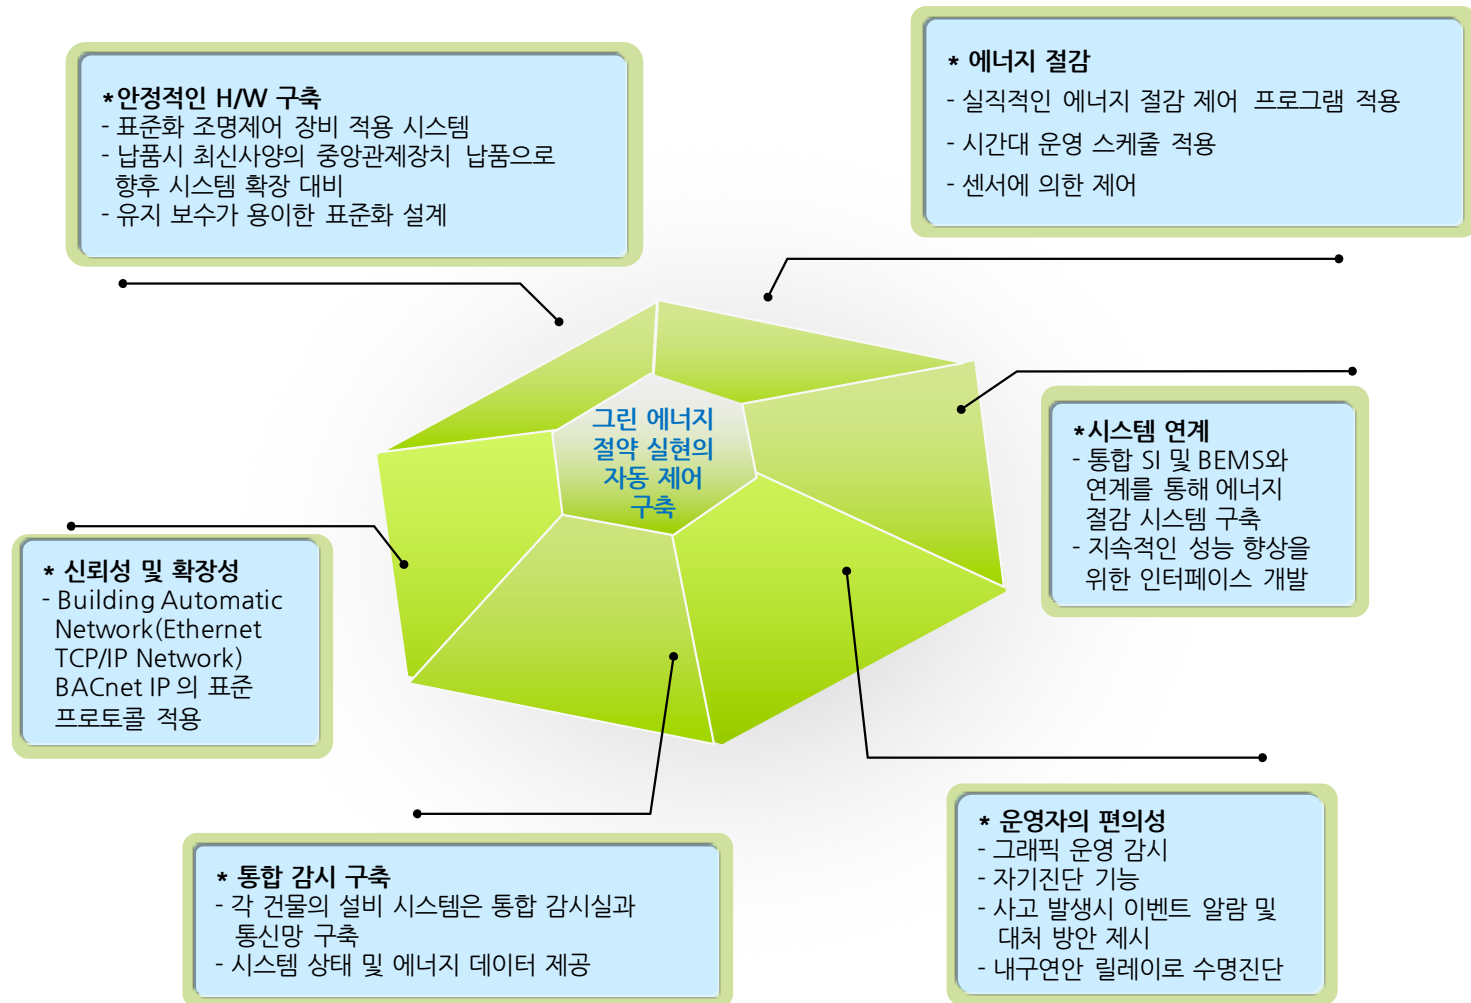 *안정적인 H/W 구축
- 표준화 조명제어 장비 적용 시스템
- 납품시 최신사양의 중앙관제장치 납품으로
향후 시스템 확장 대비
- 유지 보수가 용이한 표준화 설계
* 에너지 절감
- 실직적인 에너지 절감 제어 프로그램 적용
- 시간대 운영 스케줄 적용
- 센서에 의한 제어
그린 에너지
절약 실현의
자동 제어
구축
*시스템 연계
- 통합 SI 및 BEMS와
연계를 통해 에너지
절감 시스템 구축
- 지속적인 성능 향상을
위한 인터페이스 개발
* 신뢰성 및 확장성
- Building Automatic
Network(Ethernet
TCP/IP Network)
BACnet IP 의 표준
프로토콜 적용
* 통합 감시 구축
- 각 건물의 설비 시스템은 통합 감시실과
통신망 구축
- 시스템 상태 및 에너지 데이터 제공
* 운영자의 편의성
- 그래픽 운영 감시
- 자기진단 기능
- 사고 발생시 이벤트 알람 및
대처 방안 제시
- 내구연안 릴레이로 수명진단